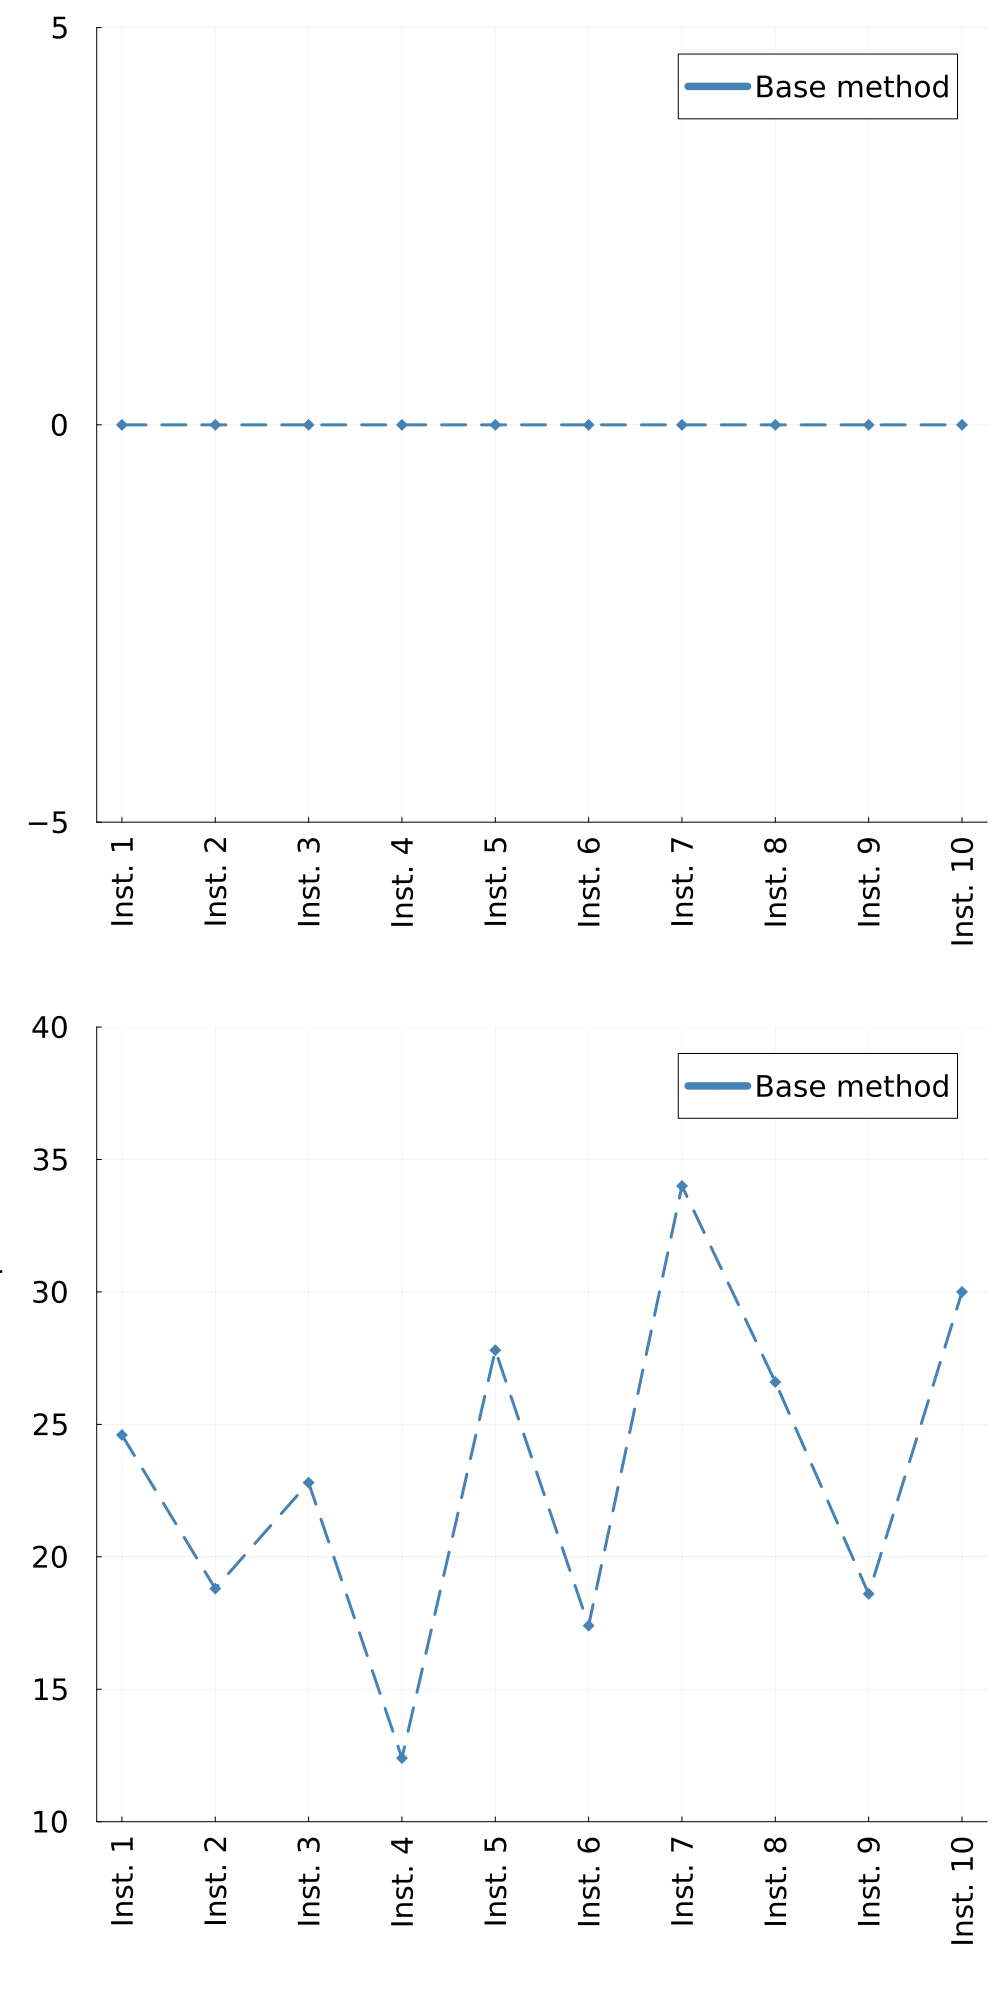 5
Base method
0
−5
Inst. 1
Inst. 2
Inst. 3
Inst. 4
Inst. 5
Inst. 6
Inst. 7
Inst. 8
Inst. 9
Inst. 10
40
Base method
35
30
25
20
15
10
Inst. 1
Inst. 2
Inst. 3
Inst. 4
Inst. 5
Inst. 6
Inst. 7
Inst. 8
Inst. 9
Inst. 10